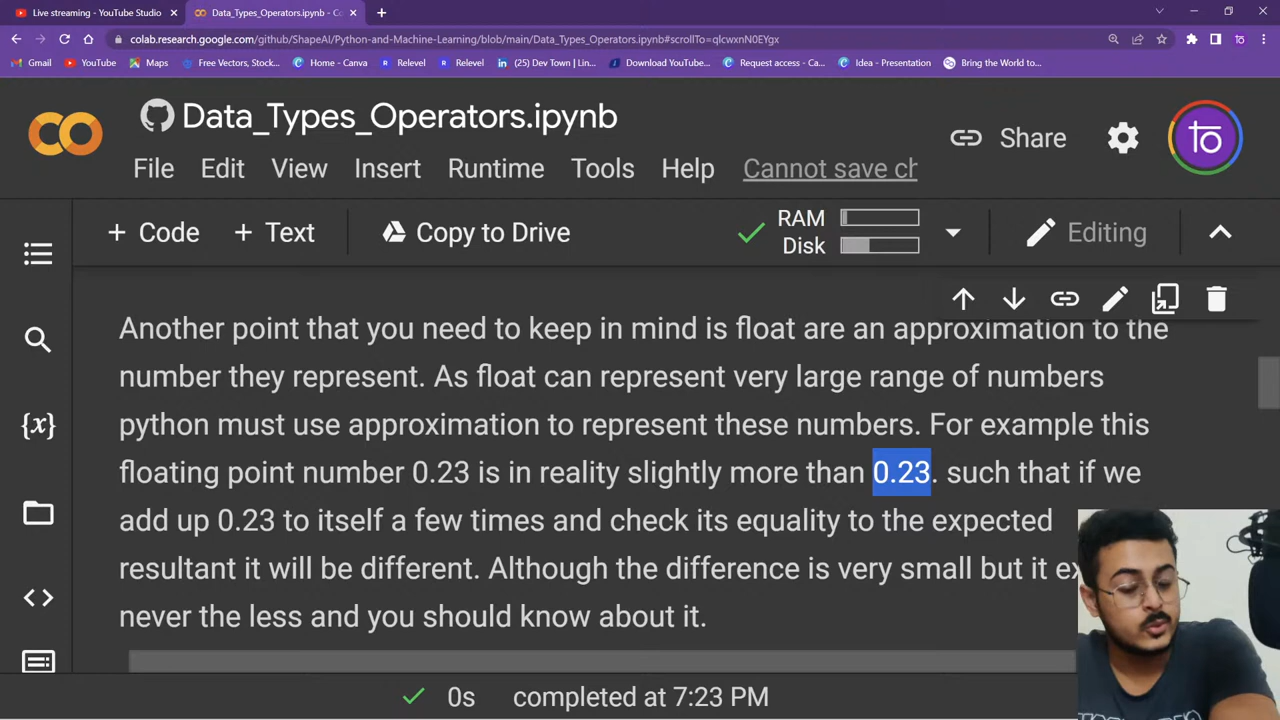 Live streaming - YouTube Studio
Data_Types_Operators.ipynb - Co
colab.research.google.com/github/ShapeAI/Python-and-Machine-Learning/blob/main/Data_Types_Operators.ipynb#scrollTo=qIcwxnN0EYgx
Gmail YouTube Maps Free Vectors, Stock... Home - Canva Relevel Relevel (25) Dev Town | Lin... Download YouTube... Request access - Ca... Idea - Presentation Bring the World to...
Data_Types_Operators.ipynb
Share
to
File Edit View Insert Runtime Tools Help Cannot save ch
+ Code + Text Copy to Drive
RAM
Disk
Editing
Another point that you need to keep in mind is float are an approximation to the
number they represent. As float can represent very large range of numbers
python must use approximation to represent these numbers. For example this
{x}
floating point number 0.23 is in reality slightly more than 0.23. such that if we
add up 0.23 to itself a few times and check its equality to the expected
resultant it will be different. Although the difference is very small but it ex
never the less and you should know about it.
0s completed at 7:23 PM